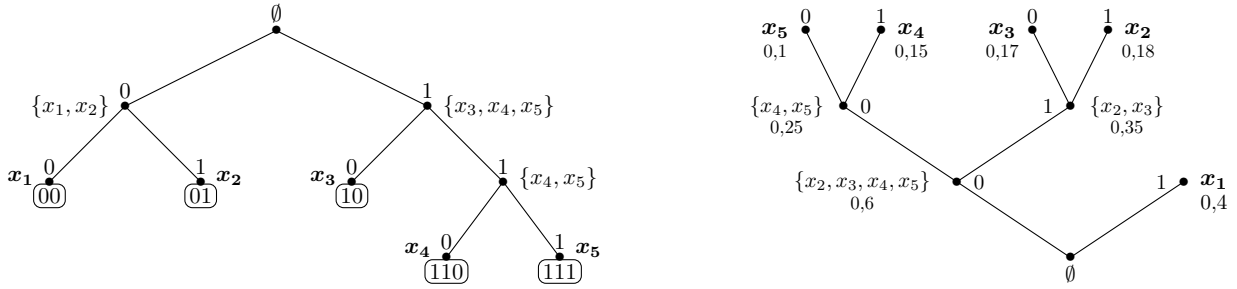 ∅
0
1
{x₁, x₂}
{x₃, x₄, x₅}
0
1
0
1
x₁
x₂
x₃
{x₄, x₅}
00
01
10
0
1
x₄
x₅
110
111
0
1
0
1
x₅
x₄
x₃
x₂
0,1
0,15
0,17
0,18
{x₄, x₅}
0
1
{x₂, x₃}
0,25
0,35
{x₂, x₃, x₄, x₅}
0
1
x₁
0,6
0,4
∅